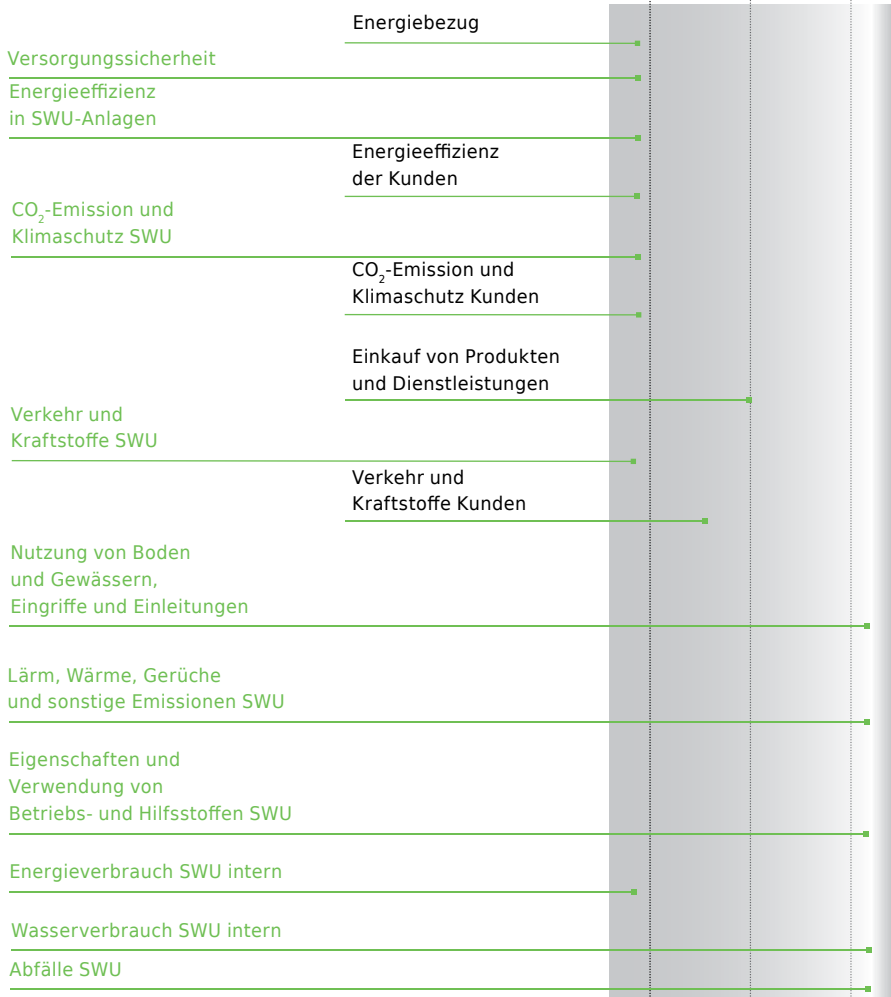 Energiebezug
Versorgungssicherheit
Energieeffizienz
in SWU-Anlagen
Energieeffizienz
der Kunden
CO₂-Emission und
Klimaschutz SWU
CO₂-Emission und
Klimaschutz Kunden
Einkauf von Produkten
und Dienstleistungen
Verkehr und
Kraftstoffe SWU
Verkehr und
Kraftstoffe Kunden
Nutzung von Boden
und Gewässern,
Eingriffe und Einleitungen
Lärm, Wärme, Gerüche
und sonstige Emissionen SWU
Eigenschaften und
Verwendung von
Betriebs- und Hilfsstoffen SWU
Energieverbrauch SWU intern
Wasserverbrauch SWU intern
Abfälle SWU